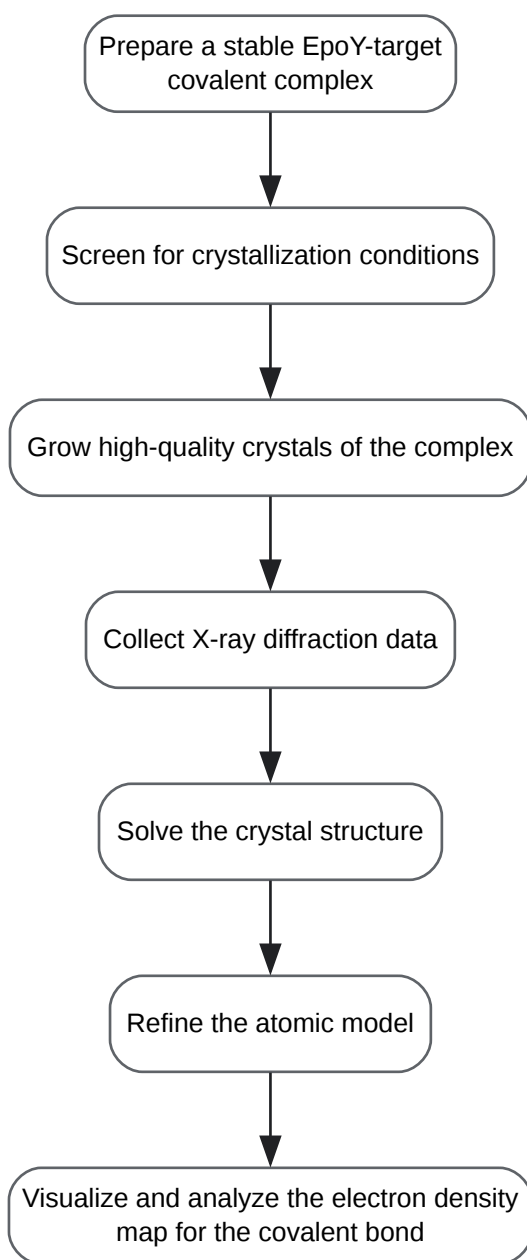 Prepare a stable EpoY-target
covalent complex
Screen for crystallization conditions
Grow high-quality crystals of the complex
Collect X-ray diffraction data
Solve the crystal structure
Refine the atomic model
Visualize and analyze the electron density
map for the covalent bond